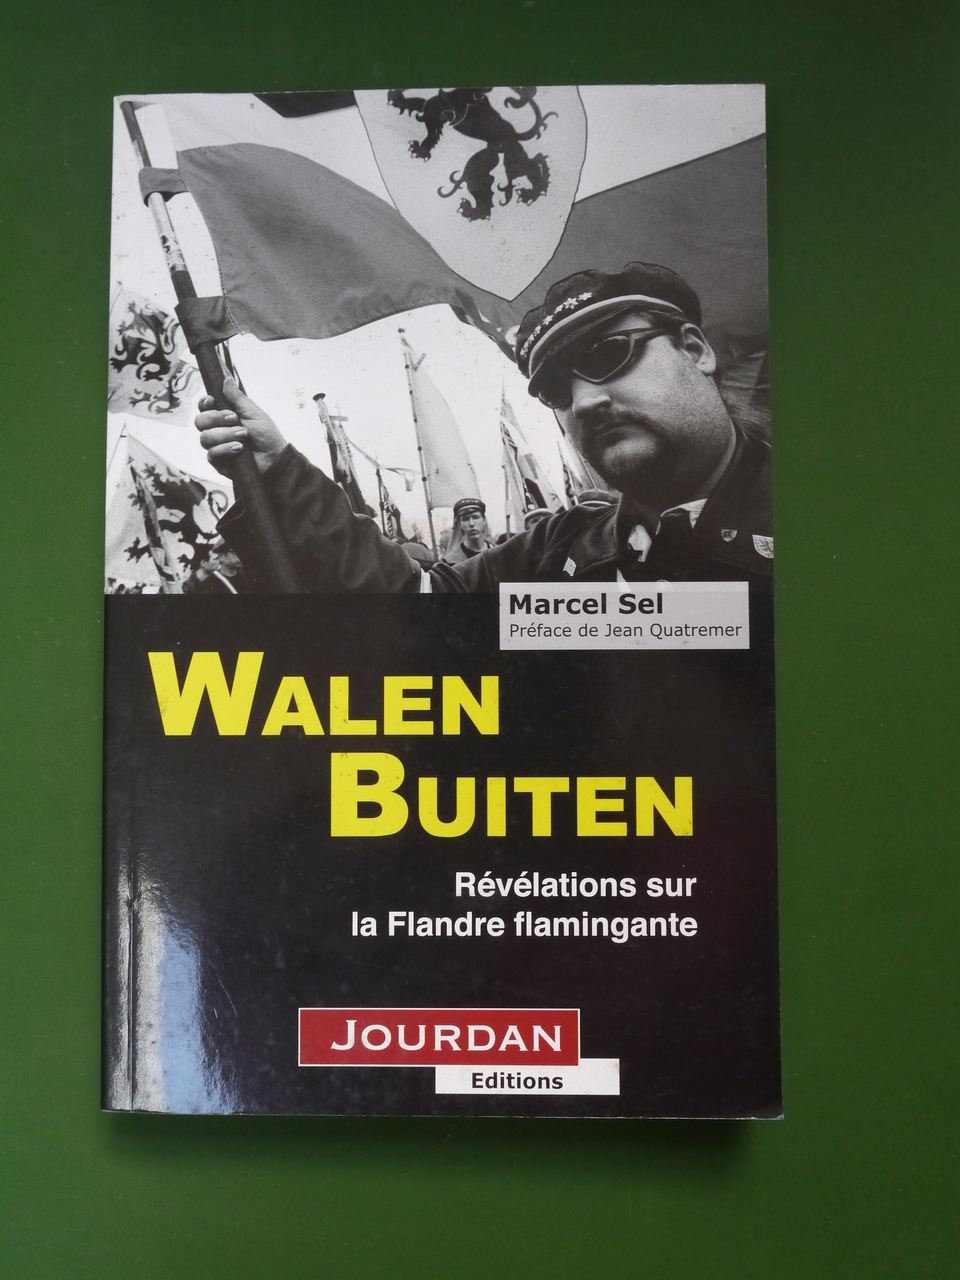 Marcel Sel
Préface de Jean Quatremer
WALEN
BUITEN
Révélations sur
la Flandre flamingante
JOURDAN
Editions